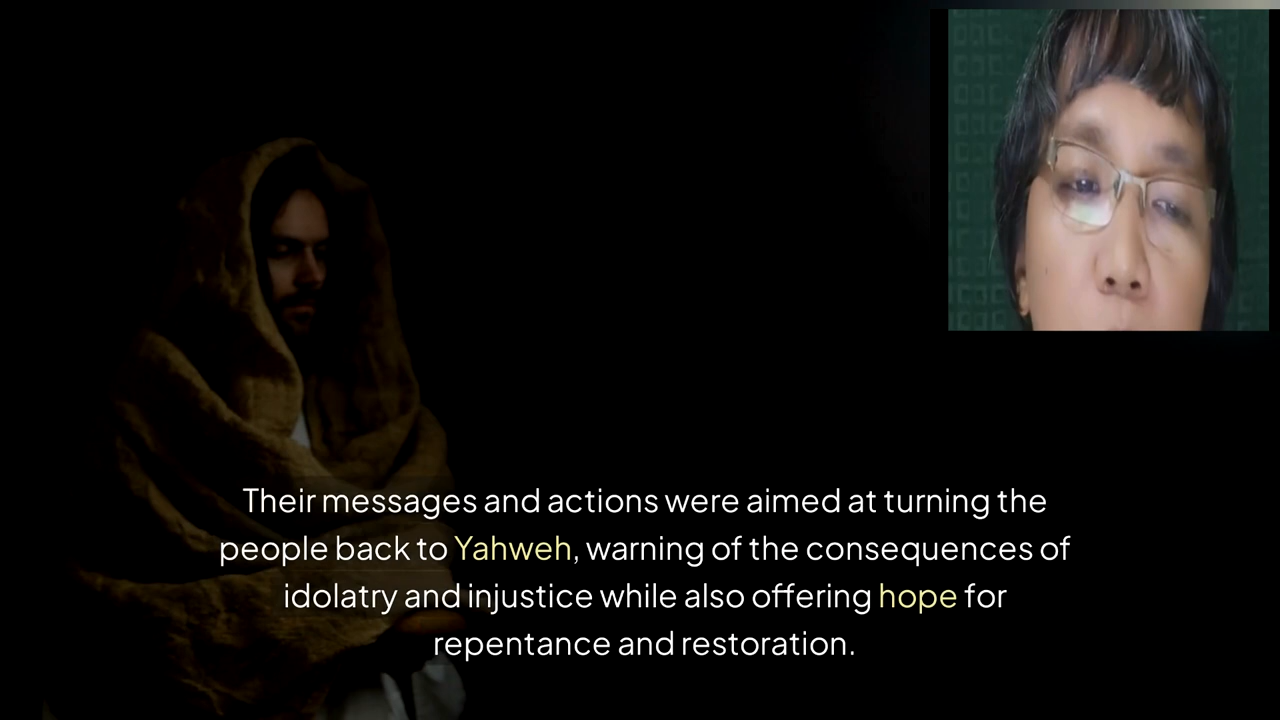 Their messages and actions were aimed at turning the
people back to Yahweh, warning of the consequences of
idolatry and injustice while also offering hope for
repentance and restoration.